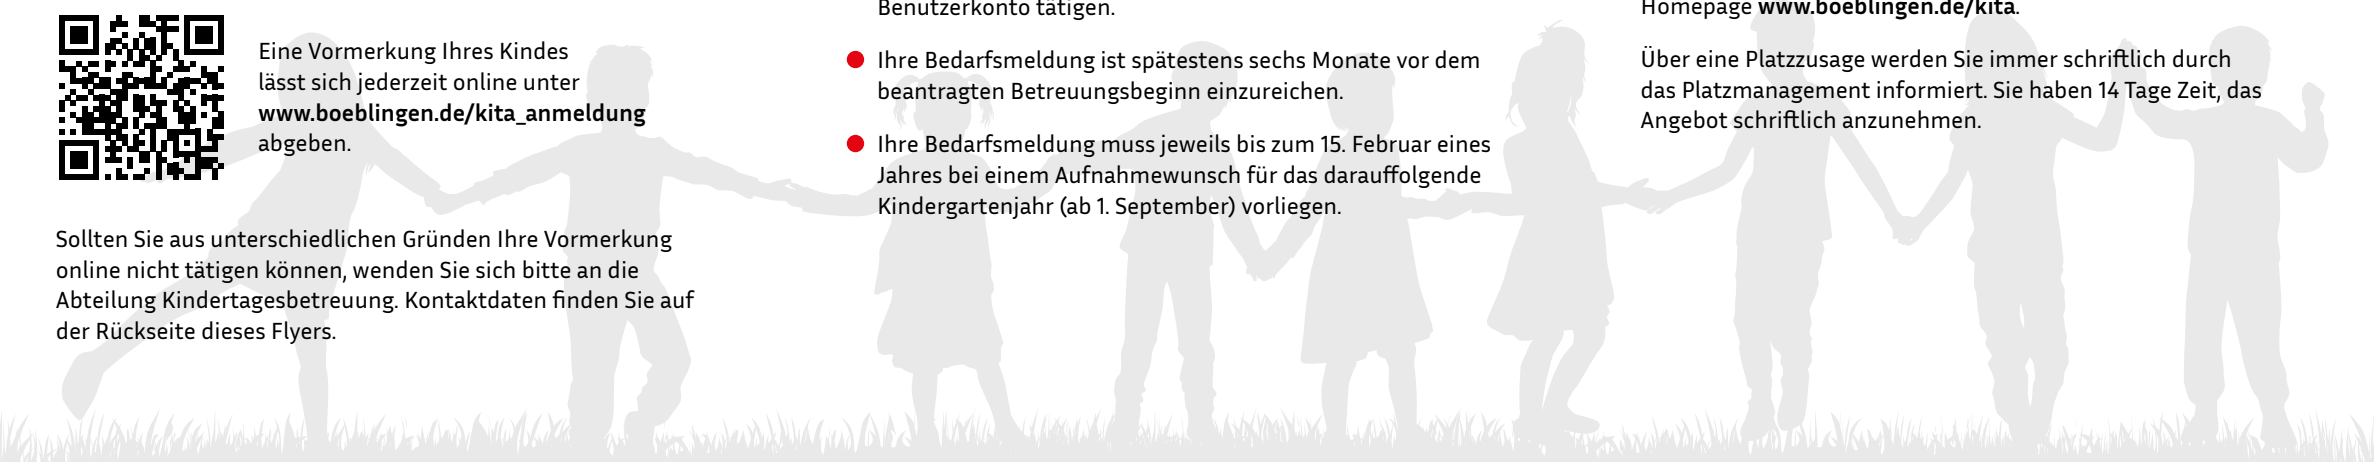 Eine Vormerkung Ihres Kindes
lässt sich jederzeit online unter
www.boeblingen.de/kita_anmeldung
abgeben.
Sollten Sie aus unterschiedlichen Gründen Ihre Vormerkung
online nicht tätigen können, wenden Sie sich bitte an die
Abteilung Kindertagesbetreuung. Kontaktdaten finden Sie auf
der Rückseite dieses Flyers.
Benutzerkonto tätigen.
Ihre Bedarfsmeldung ist spätestens sechs Monate vor dem
beantragten Betreuungsbeginn einzureichen.
Ihre Bedarfsmeldung muss jeweils bis zum 15. Februar eines
Jahres bei einem Aufnahmewunsch für das darauffolgende
Kindergartenjahr (ab 1. September) vorliegen.
Homepage www.boeblingen.de/kita.
Über eine Platzzusage werden Sie immer schriftlich durch
das Platzmanagement informiert. Sie haben 14 Tage Zeit, das
Angebot schriftlich anzunehmen.